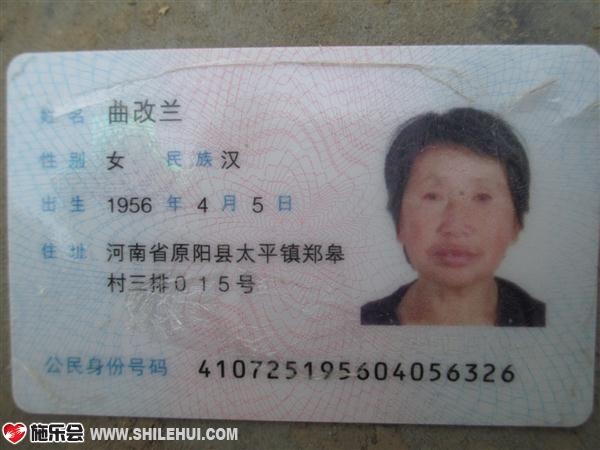 姓名 曲改兰
性别 女 民族 汉
出生 1956 年 4 月 5 日
住址 河南省原阳县太平镇郑皋
村三排015号
公民身份号码 410725195604056326
施乐会 WWW.SHILEHUI.COM